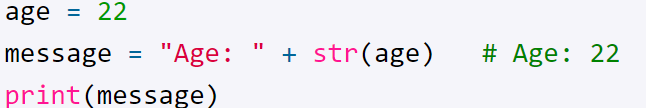 age = 22
message = "Age: " + str(age)   # Age: 22
print(message)